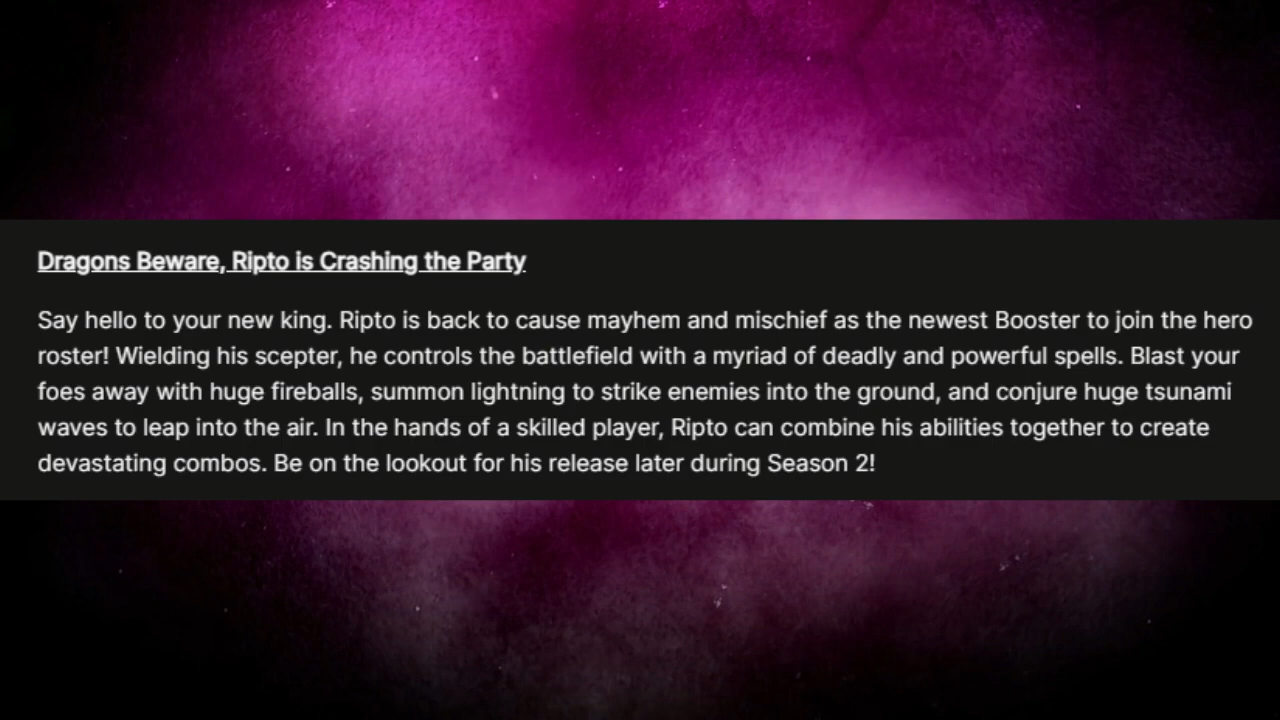 Dragons Beware, Ripto is Crashing the Party
Say hello to your new king. Ripto is back to cause mayhem and mischief as the newest Booster to join the hero
roster! Wielding his scepter, he controls the battlefield with a myriad of deadly and powerful spells. Blast your
foes away with huge fireballs, summon lightning to strike enemies into the ground, and conjure huge tsunami
waves to leap into the air. In the hands of a skilled player, Ripto can combine his abilities together to create
devastating combos. Be on the lookout for his release later during Season 2!